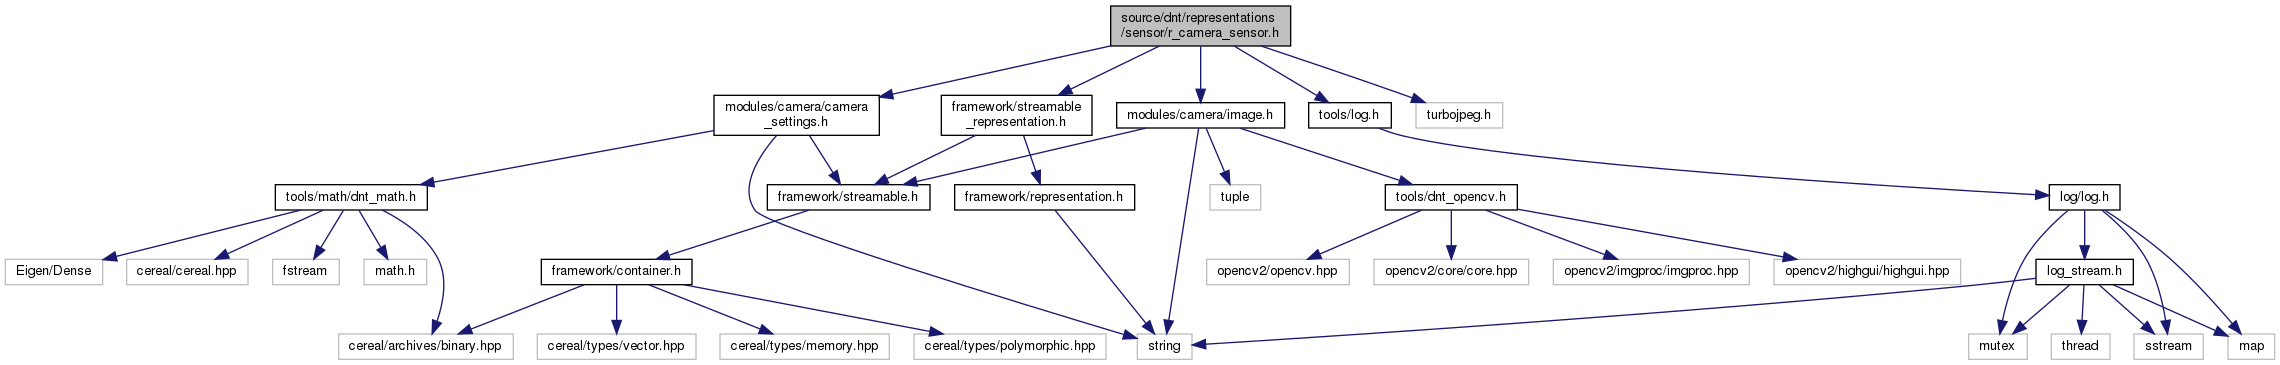 source/dnt/representations
/sensor/r_camera_sensor.h
modules/camera/camera
_settings.h
framework/streamable
_representation.h
modules/camera/image.h
tools/log.h
turbojpeg.h
tools/math/dnt_math.h
framework/streamable.h
framework/representation.h
tuple
tools/dnt_opencv.h
log/log.h
Eigen/Dense
cereal/cereal.hpp
fstream
math.h
framework/container.h
opencv2/opencv.hpp
opencv2/core/core.hpp
opencv2/imgproc/imgproc.hpp
opencv2/highgui/highgui.hpp
log_stream.h
cereal/archives/binary.hpp
cereal/types/vector.hpp
cereal/types/memory.hpp
cereal/types/polymorphic.hpp
string
mutex
thread
sstream
map